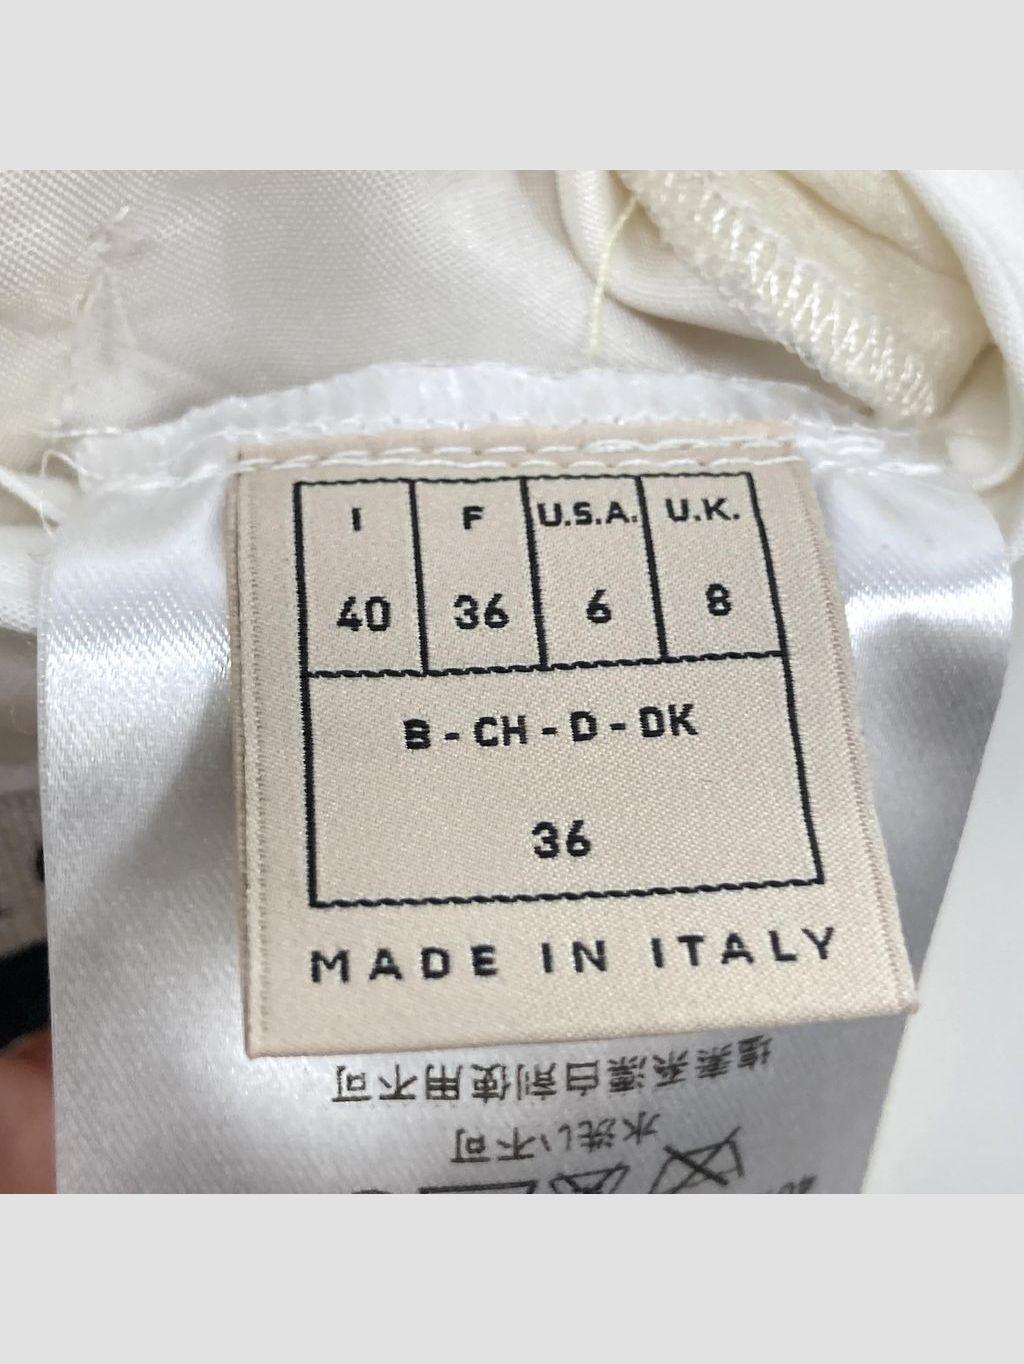 I F U.S.A. U.K.
40 36 6 8
B - CH - D - DK
36
MADE IN ITALY
水洗い不可
塩素系漂白剤使用不可